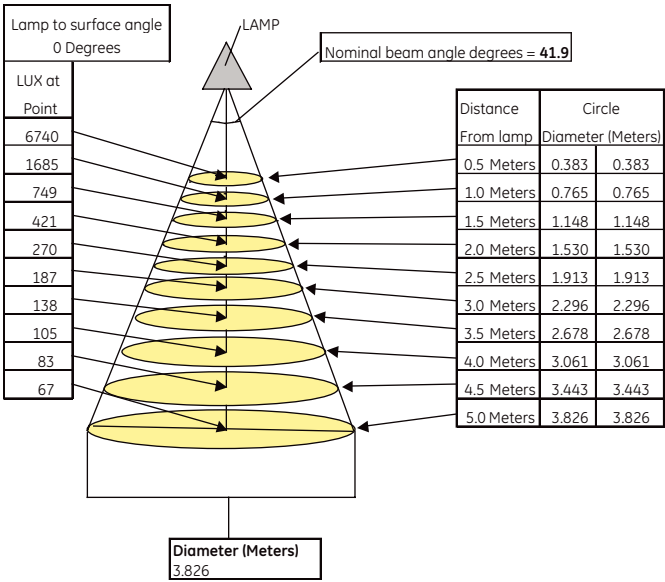 Lamp to surface angle
0 Degrees
LAMP
Nominal beam angle degrees = 41.9
LUX at
Point
6740
1685
749
421
270
187
138
105
83
67
Distance Circle
From lamp Diameter (Meters)
0.5 Meters 0.383 0.383
1.0 Meters 0.765 0.765
1.5 Meters 1.148 1.148
2.0 Meters 1.530 1.530
2.5 Meters 1.913 1.913
3.0 Meters 2.296 2.296
3.5 Meters 2.678 2.678
4.0 Meters 3.061 3.061
4.5 Meters 3.443 3.443
5.0 Meters 3.826 3.826
Diameter (Meters)
3.826